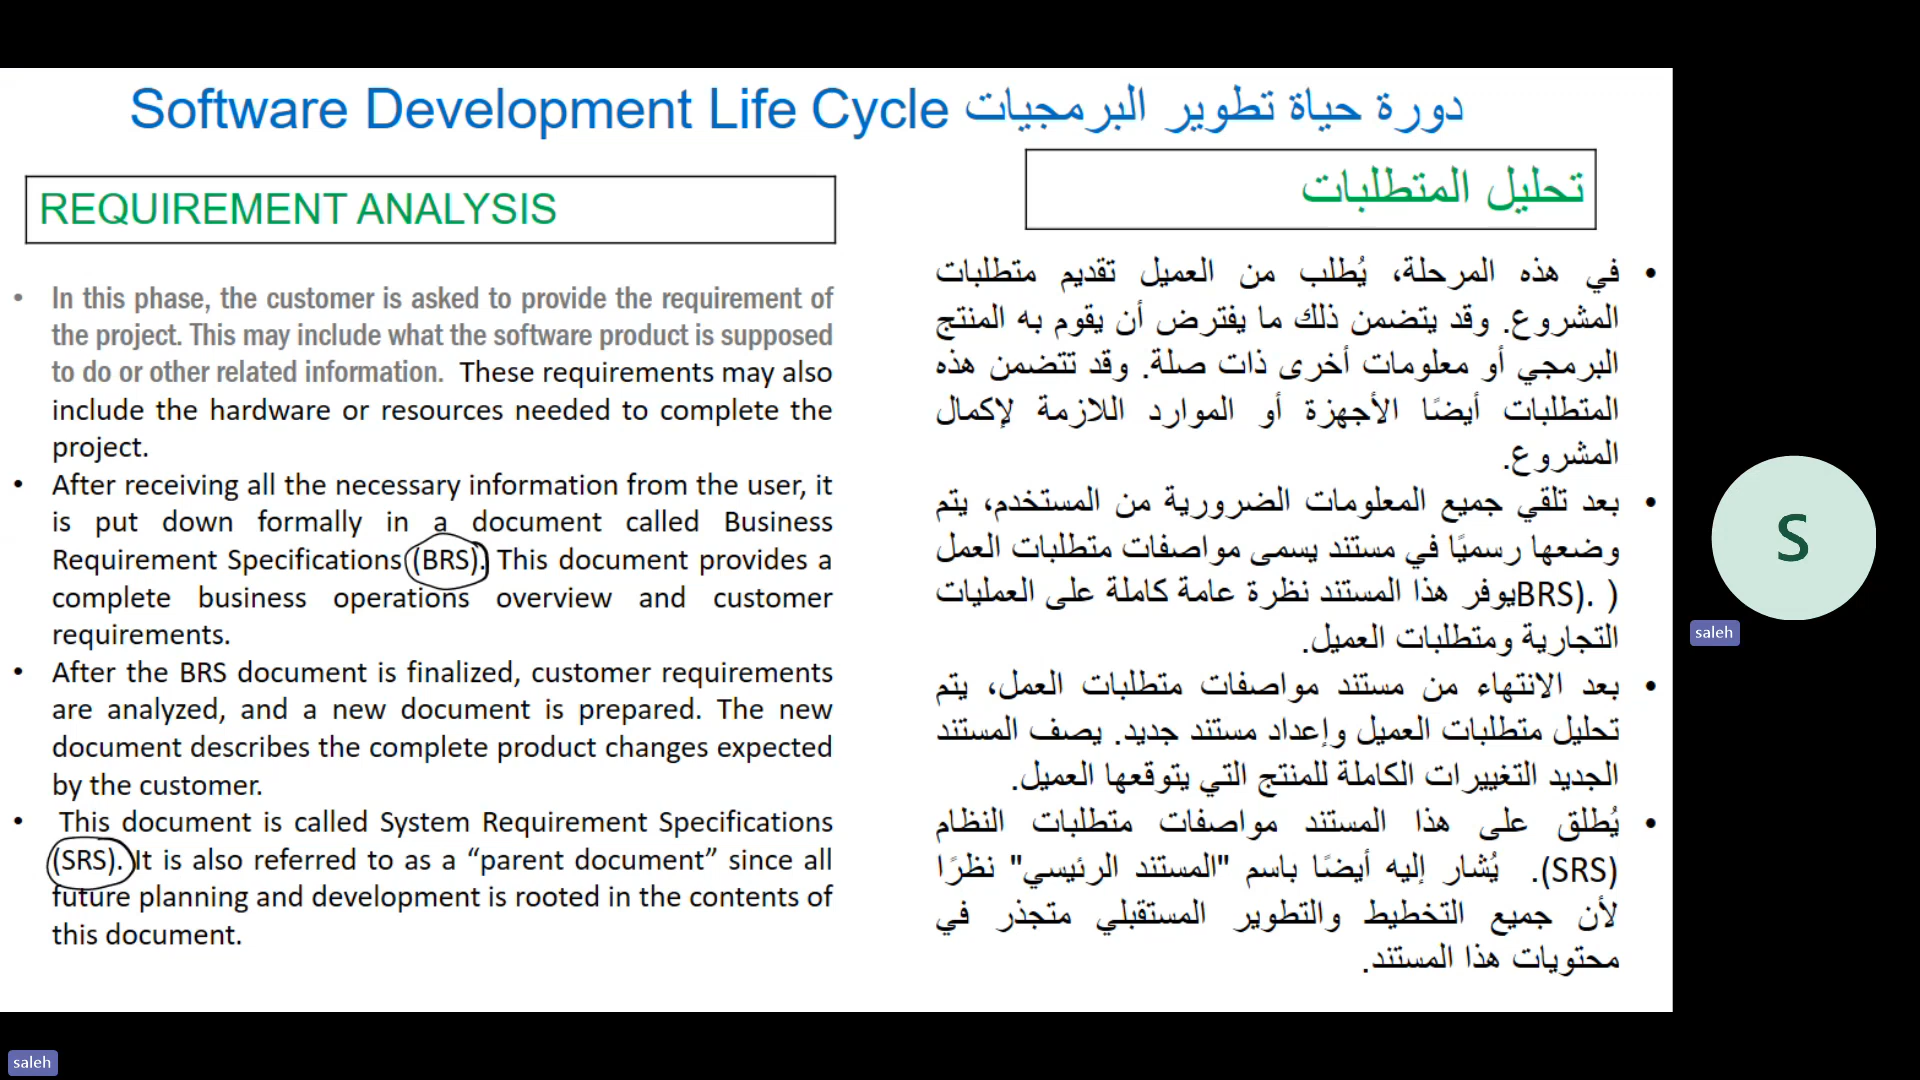 Software Development Life Cycle دورة حياة تطوير البرمجيات
REQUIREMENT ANALYSIS
• In this phase, the customer is asked to provide the requirement of
the project. This may include what the software product is supposed
to do or other related information. These requirements may also
include the hardware or resources needed to complete the
project.
• After receiving all the necessary information from the user, it
is put down formally in a document called Business
Requirement Specifications (BRS). This document provides a
complete business operations overview and customer
requirements.
• After the BRS document is finalized, customer requirements
are analyzed, and a new document is prepared. The new
document describes the complete product changes expected
by the customer.
• This document is called System Requirement Specifications
(SRS). It is also referred to as a “parent document” since all
future planning and development is rooted in the contents of
this document.
تحليل المتطلبات
• في هذه المرحلة، يُطلب من العميل تقديم متطلبات
المشروع. وقد يتضمن ذلك ما يفترض أن يقوم به المنتج
البرمجي أو معلومات أخرى ذات صلة. وقد تتضمن هذه
المتطلبات أيضًا الأجهزة أو الموارد اللازمة لإكمال
المشروع.
• بعد تلقي جميع المعلومات الضرورية من المستخدم، يتم
وضعها رسميًا في مستند يسمى مواصفات متطلبات العمل
( .(BRSيوفر هذا المستند نظرة عامة كاملة على العمليات
التجارية ومتطلبات العميل.
• بعد الانتهاء من مستند مواصفات متطلبات العمل، يتم
تحليل متطلبات العميل وإعداد مستند جديد. يصف المستند
الجديد التغييرات الكاملة للمنتج التي يتوقعها العميل.
• يُطلق على هذا المستند مواصفات متطلبات النظام
(SRS). يُشار إليه أيضًا باسم "المستند الرئيسي" نظرًا
لأن جميع التخطيط والتطوير المستقبلي متجذر في
محتويات هذا المستند.
S
saleh
saleh